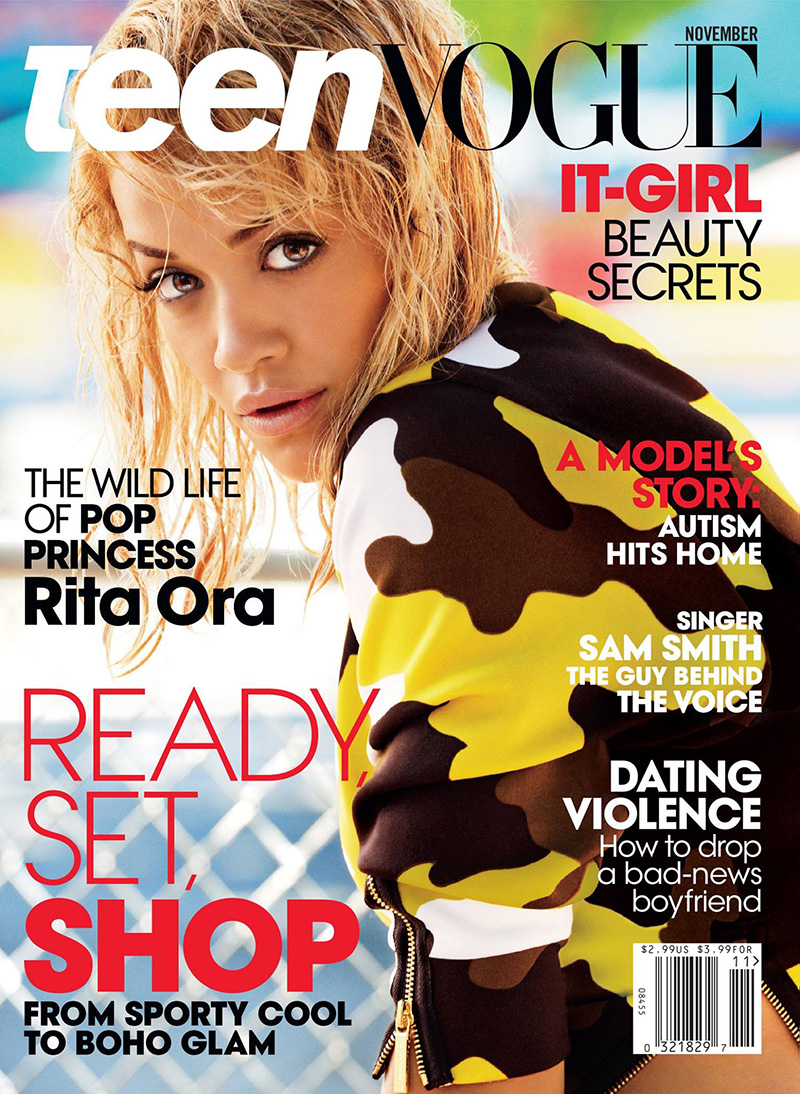 teen VOGUE
NOVEMBER
IT-GIRL
BEAUTY
SECRETS
THE WILD LIFE
OF POP
PRINCESS
Rita Ora
A MODEL'S
STORY:
AUTISM
HITS HOME
SINGER
SAM SMITH
THE GUY BEHIND
THE VOICE
READY,
SET,
SHOP
FROM SPORTY COOL
TO BOHO GLAM
DATING
VIOLENCE
How to drop
a bad-news
boyfriend
$2.99US $3.99FOR
11>
08455
0 321829 7